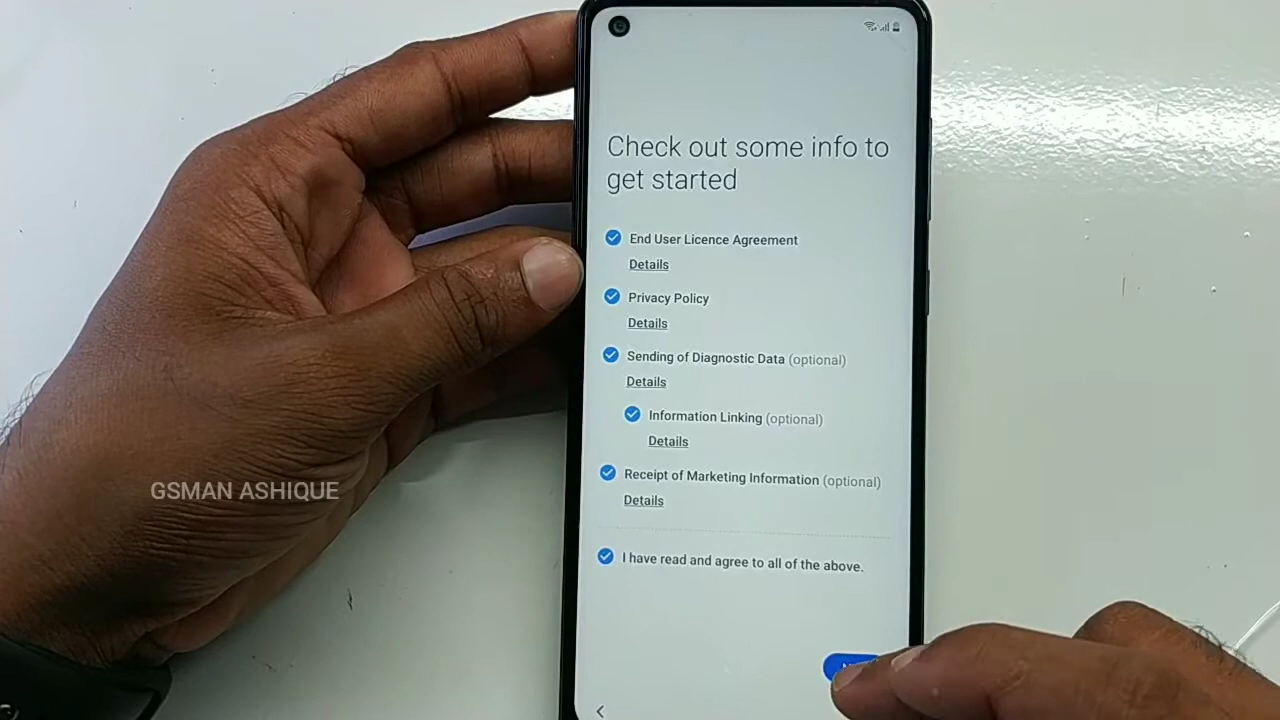 Check out some info to
get started
End User Licence Agreement
Details
Privacy Policy
Details
Sending of Diagnostic Data (optional)
Details
Information Linking (optional)
Details
GSMAN ASHIQUE
Receipt of Marketing Information (optional)
Details
I have read and agree to all of the above.